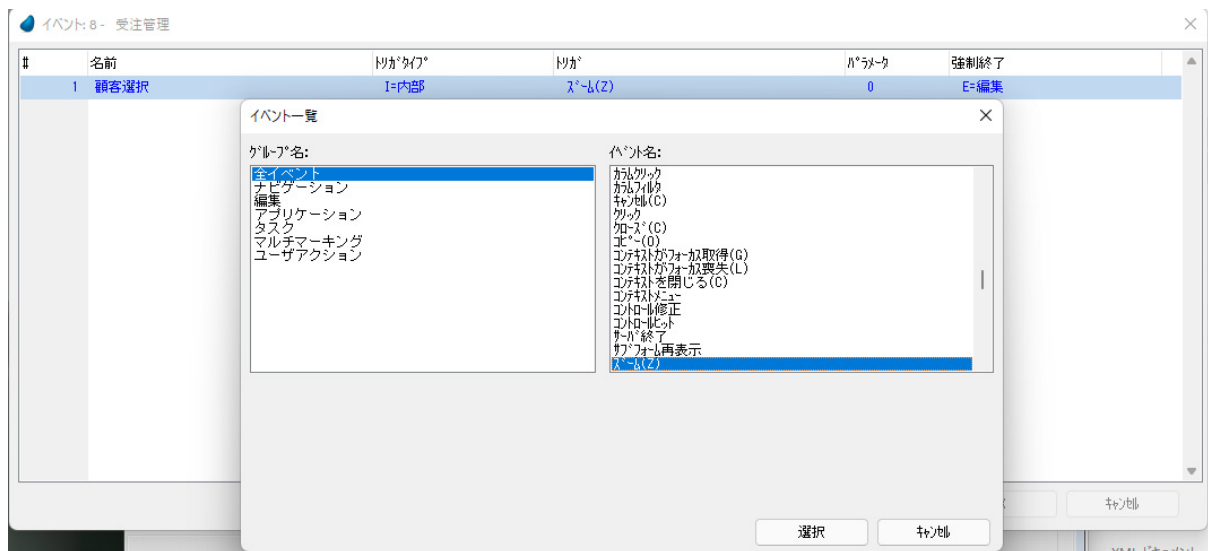 イベント: 8 - 受注管理
# 名前 ﾄﾘｶﾞﾀｲﾌﾟ ﾄﾘｶﾞ ﾊﾟﾗﾒｰﾀ 強制終了
1 顧客選択 I=内部 ｽﾞｰﾑ(Z) 0 E=編集
イベント一覧
ｸﾞﾙｰﾌﾟ名:
全イベント
ナビゲーション
編集
アプリケーション
タスク
マルチマーキング
ユーザアクション
ｲﾍﾞﾝﾄ名:
ｶﾗﾑｸﾘｯｸ
ｶﾗﾑﾌｨﾙﾀ
ｷｬﾝｾﾙ(C)
ｸﾘｯｸ
ｸﾛｰｽﾞ(C)
ｺﾋﾟｰ(O)
ｺﾝﾃｷｽﾄがﾌｫｰｶｽ取得(G)
ｺﾝﾃｷｽﾄがﾌｫｰｶｽ喪失(L)
ｺﾝﾃｷｽﾄを閉じる(C)
ｺﾝﾃｷｽﾄﾒﾆｭｰ
ｺﾝﾄﾛｰﾙ修正
ｺﾝﾄﾛｰﾙﾋｯﾄ
ｻｰﾊﾞ終了
ｻﾌﾞﾌｫｰﾑ再表示
ｽﾞｰﾑ(Z)
ｷｬﾝｾﾙ
選択 ｷｬﾝｾﾙ